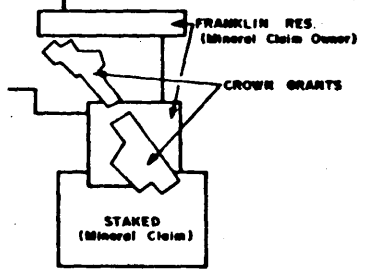 FRANKLIN RES.
(Mineral Claim Owner)
CROWN GRANTS
STAKED
(Mineral Claim)